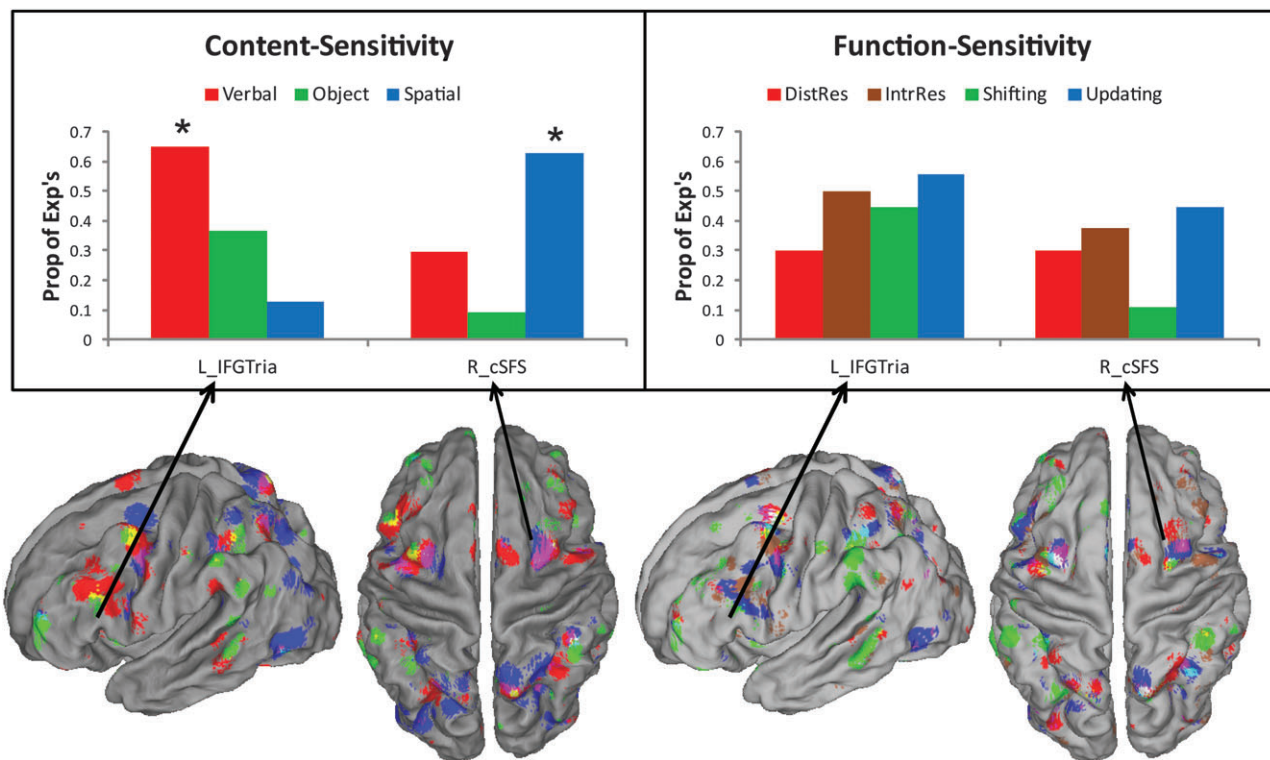 Content-Sensitivity
Verbal Object Spatial
* *
Prop of Exp's
0.7
0.6
0.5
0.4
0.3
0.2
0.1
0
L_IFGTria R_cSFS
Function-Sensitivity
DistRes IntrRes Shifting Updating
Prop of Exp's
0.7
0.6
0.5
0.4
0.3
0.2
0.1
0
L_IFGTria R_cSFS